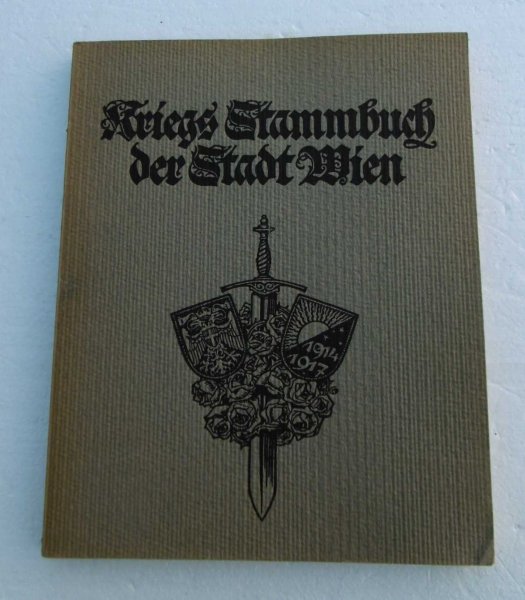 Kriegs Stammbuch
der Stadt Wien
1914
1917